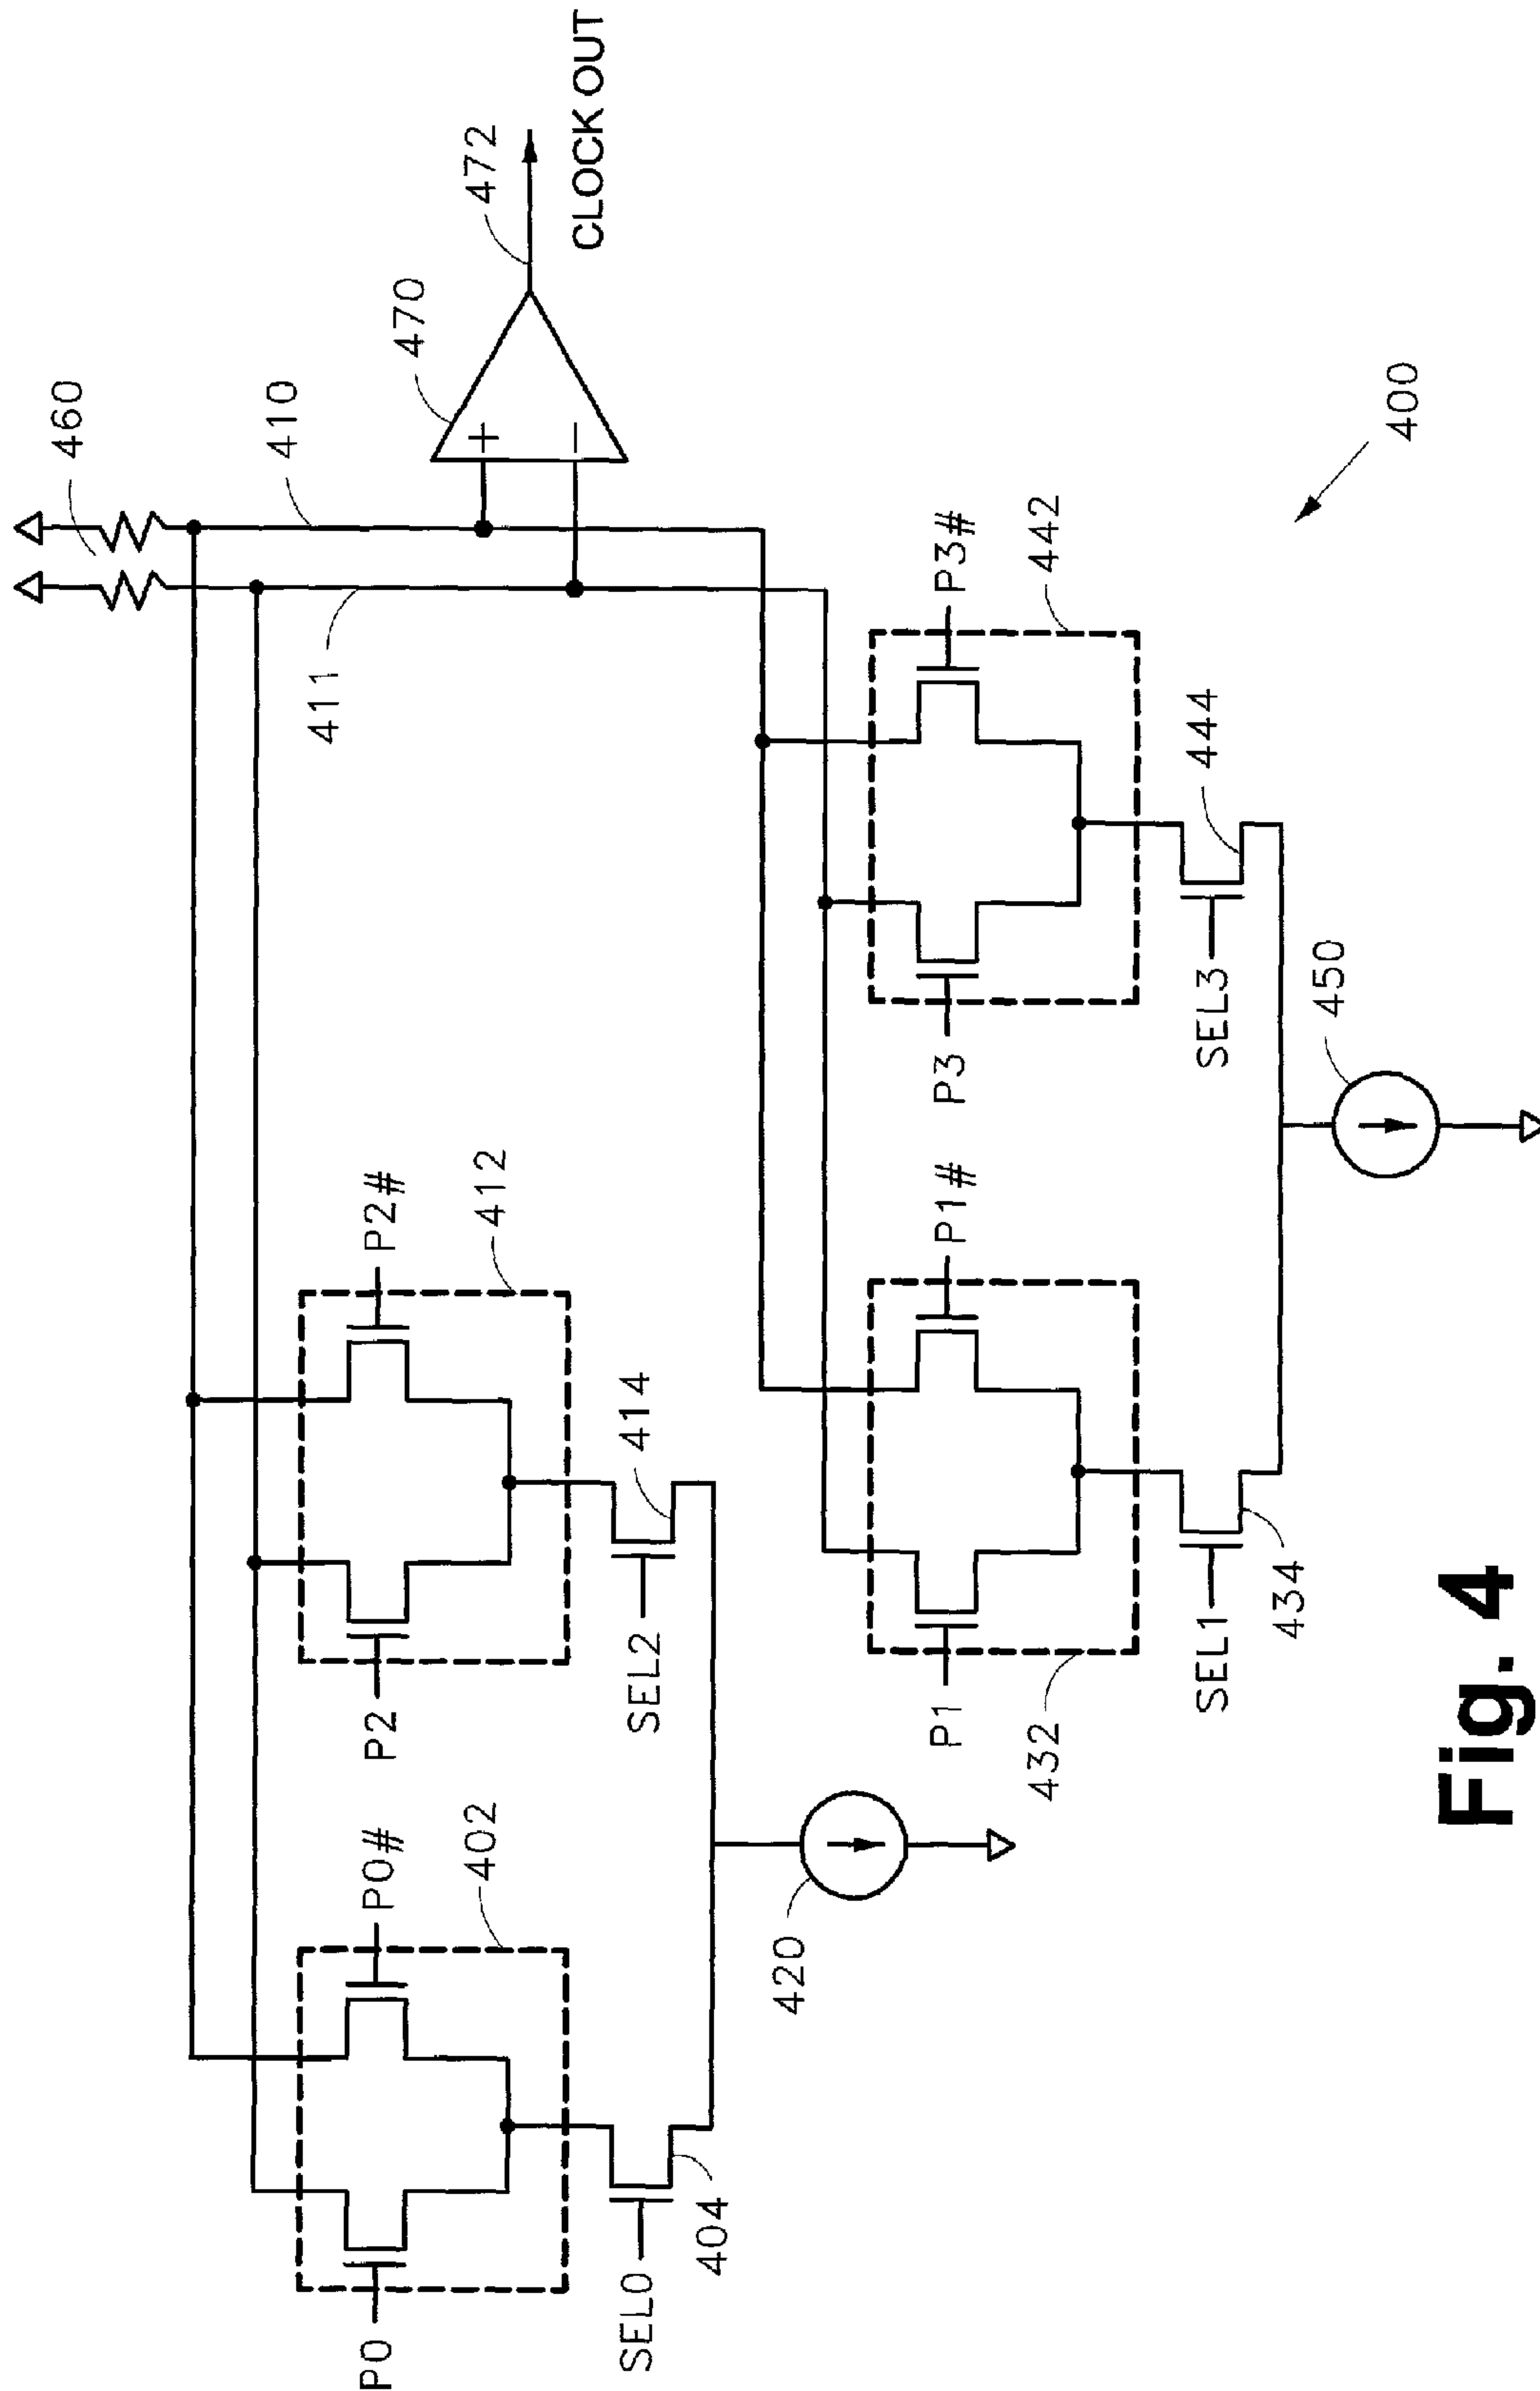 460
410
411
470
472
CLOCK OUT
P0
P0#
402
P2
P2#
412
SEL0
404
SEL2
414
420
P1
P1#
432
P3
P3#
442
SEL1
434
SEL3
444
450
400
Fig. 4